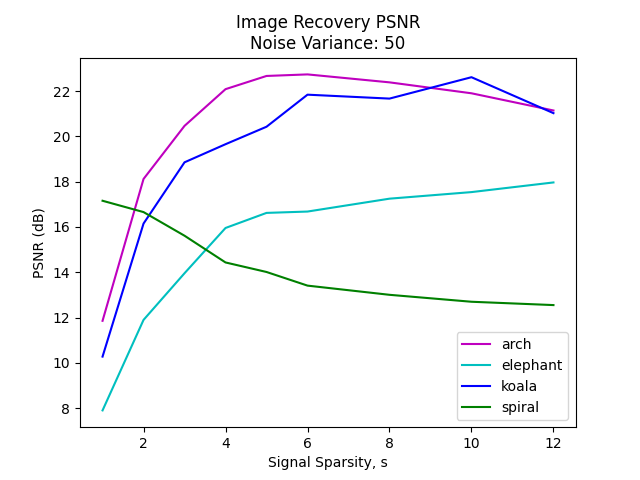 Image Recovery PSNR
Noise Variance: 50
PSNR (dB)
22
20
18
16
14
12
10
8
2 4 6 8 10 12
Signal Sparsity, s
arch
elephant
koala
spiral